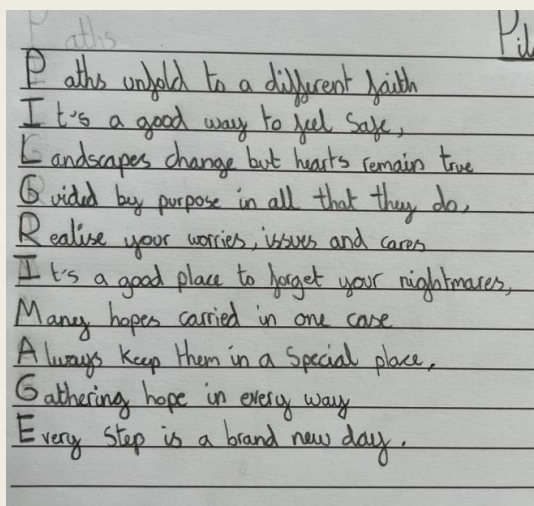 Paths
Pil
Paths unfold to a different faith
It's a good way to feel safe,
Landscapes change but hearts remain true
Guided by purpose in all that they do,
Realise your worries, issues and cares
It's a good place to forget your nightmares,
Many hopes carried in one case
Always keep them in a special place,
Gathering hope in every way
Every step is a brand new day.